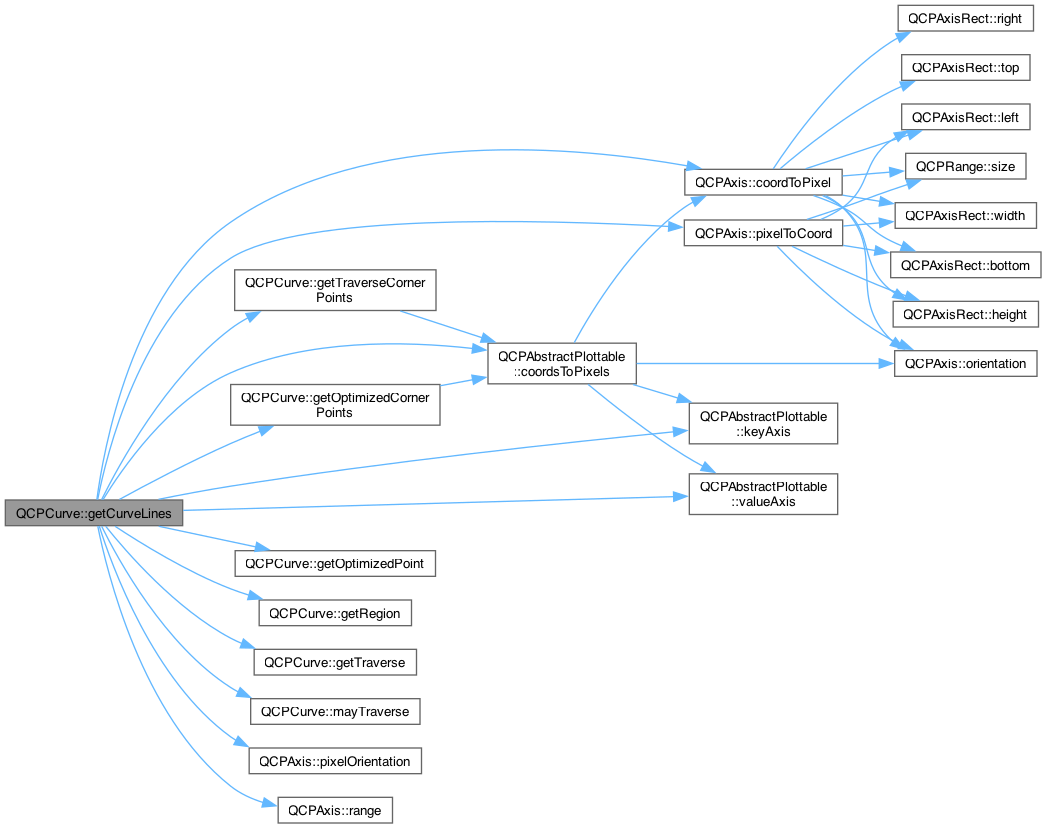 QCPAxisRect::right
QCPAxisRect::top
QCPAxisRect::left
QCPRange::size
QCPAxis::coordToPixel
QCPAxisRect::width
QCPAxis::pixelToCoord
QCPAxisRect::bottom
QCPCurve::getTraverseCorner
Points
QCPAxisRect::height
QCPAbstractPlottable
::coordsToPixels
QCPAxis::orientation
QCPCurve::getOptimizedCorner
Points
QCPAbstractPlottable
::keyAxis
QCPAbstractPlottable
::valueAxis
QCPCurve::getCurveLines
QCPCurve::getOptimizedPoint
QCPCurve::getRegion
QCPCurve::getTraverse
QCPCurve::mayTraverse
QCPAxis::pixelOrientation
QCPAxis::range